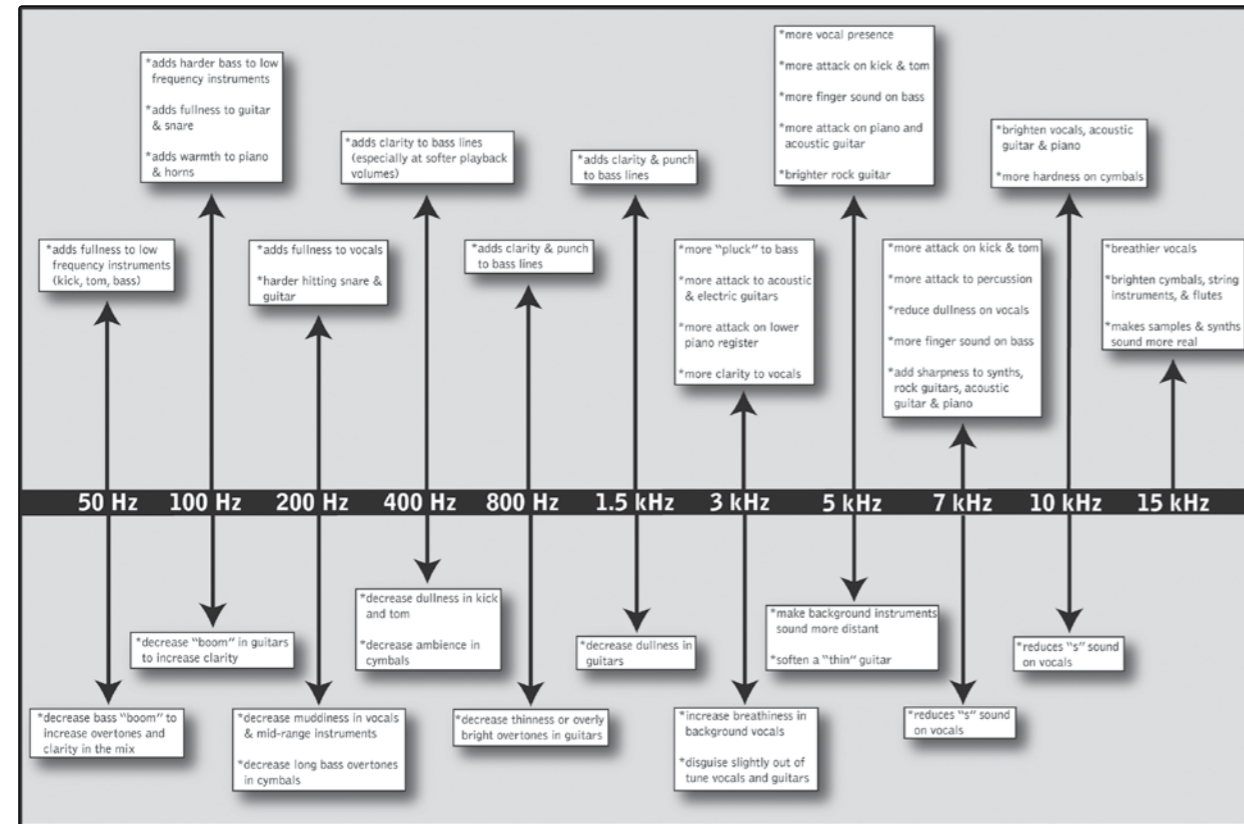 *adds fullness to low
frequency instruments
(kick, tom, bass)
*adds harder bass to low
frequency instruments
*adds fullness to guitar
& snare
*adds warmth to piano
& horns
*adds fullness to vocals
*harder hitting snare &
guitar
*adds clarity to bass lines
(especially at softer playback
volumes)
*adds clarity & punch
to bass lines
*adds clarity & punch
to bass lines
*more "pluck" to bass
*more attack to acoustic
& electric guitars
*more attack on lower
piano register
*more clarity to vocals
*more vocal presence
*more attack on kick & tom
*more finger sound on bass
*more attack on piano and
acoustic guitar
*brighter rock guitar
*more attack on kick & tom
*more attack to percussion
*reduce dullness on vocals
*more finger sound on bass
*add sharpness to synths,
rock guitars, acoustic
guitar & piano
*brighten vocals, acoustic
guitar & piano
*more hardness on cymbals
*breathier vocals
*brighten cymbals, string
instruments, & flutes
*makes samples & synths
sound more real
50 Hz 100 Hz 200 Hz 400 Hz 800 Hz 1.5 kHz 3 kHz 5 kHz 7 kHz 10 kHz 15 kHz
*decrease bass "boom" to
increase overtones and
clarity in the mix
*decrease "boom" in guitars
to increase clarity
*decrease muddiness in vocals
& mid-range instruments
*decrease long bass overtones
in cymbals
*decrease dullness in kick
and tom
*decrease ambience in
cymbals
*decrease thinness or overly
bright overtones in guitars
*decrease dullness in
guitars
*increase breathiness in
background vocals
*disguise slightly out of
tune vocals and guitars
*make background instruments
sound more distant
*soften a "thin" guitar
*reduces "s" sound
on vocals
*reduces "s" sound
on vocals